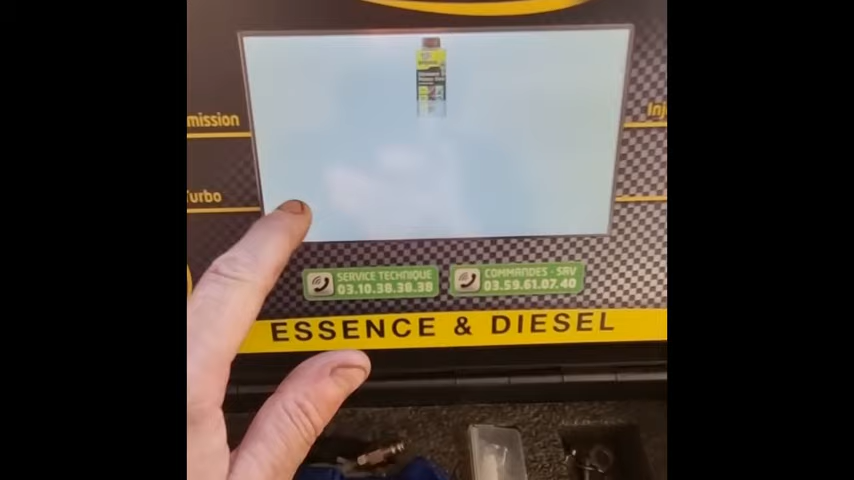 mission
Inj
Turbo
SERVICE TECHNIQUE
03.10.38.38.38
COMMANDES - SAV
03.59.61.07.40
ESSENCE & DIESEL